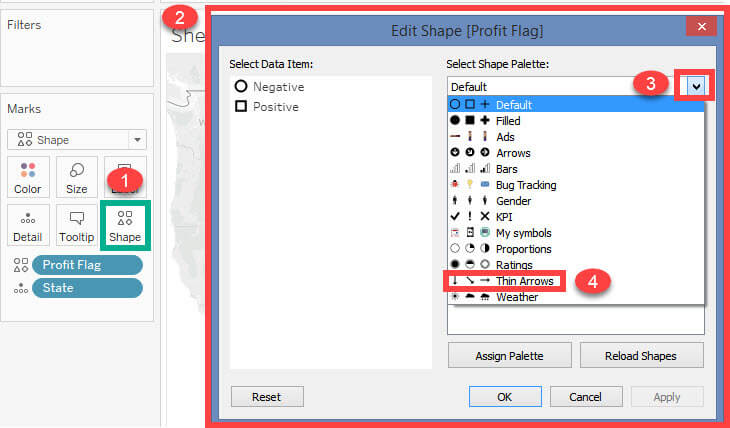 Filters
Marks
Shape
Color
Size
Label
Detail
Tooltip
Shape
Profit Flag
State
1
2
She
Edit Shape [Profit Flag]
Select Data Item:
Negative
Positive
Select Shape Palette:
3
Default
Default
Filled
Ads
Arrows
Bars
Bug Tracking
Gender
KPI
My symbols
Proportions
Ratings
Thin Arrows
4
Weather
Assign Palette
Reload Shapes
Reset
OK
Cancel
Apply